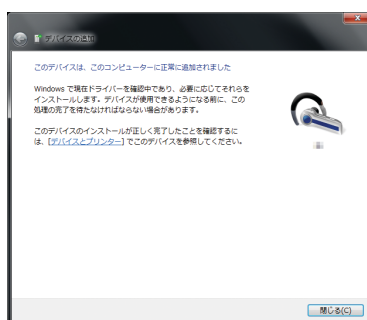 デバイスの追加
このデバイスは、このコンピューターに正常に追加されました
Windows で現在ドライバーを確認中であり、必要に応じてそれらを
インストールします。デバイスが使用できるようになる前に、この
処理の完了を待たなければならない場合があります。
このデバイスのインストールが正しく完了したことを確認するに
は、[デバイスとプリンター] でこのデバイスを参照してください。
閉じる(C)